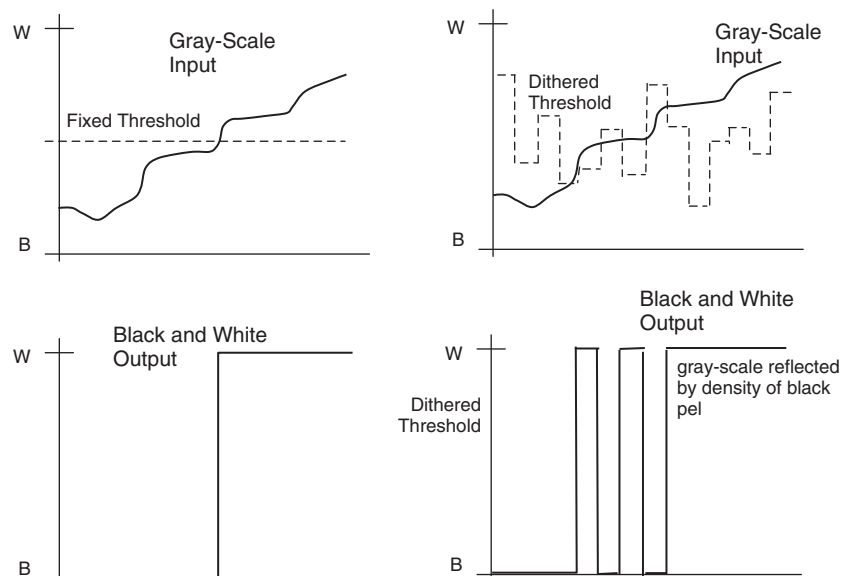 W
Gray-Scale
Input
Fixed Threshold
B
W
Gray-Scale
Input
Dithered
Threshold
B
Black and White
Output
W
B
Black and White
Output
W
gray-scale reflected
by density of black
pel
Dithered
Threshold
B